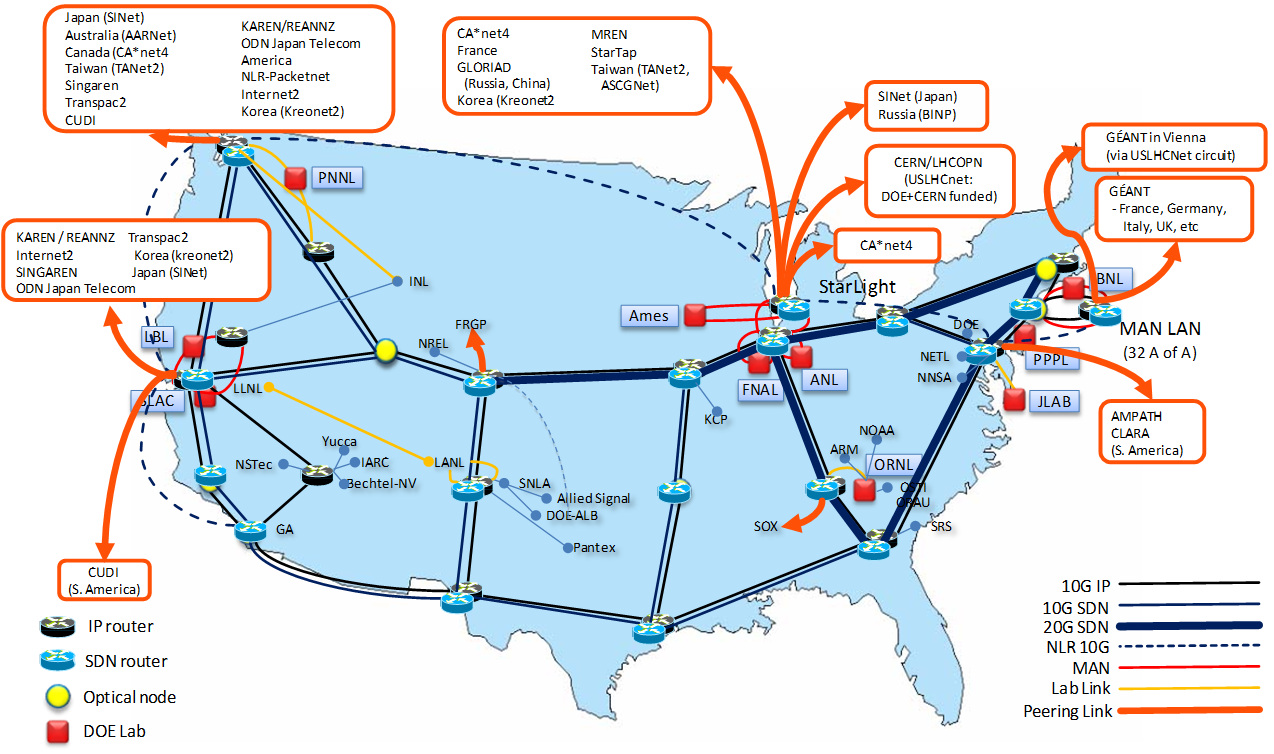 Japan (SINet)
Australia (AARNet)
Canada (CA*net4
Taiwan (TANet2)
Singaren
Transpac2
CUDI
KAREN/REANNZ
ODN Japan Telecom
America
NLR-Packetnet
Internet2
Korea (Kreonet2)
CA*net4
France
GLORIAD
(Russia, China)
Korea (Kreonet2
MREN
StarTap
Taiwan (TANet2,
ASCGNet)
SINet (Japan)
Russia (BINP)
CERN/LHCOPN
(USLHCnet:
DOE+CERN funded)
CA*net4
GÉANT in Vienna
(via USLHCNet circuit)
GÉANT
- France, Germany,
Italy, UK, etc
PNNL
KAREN / REANNZ
Internet2
SINGAREN
ODN Japan Telecom
Transpac2
Korea (kreonet2)
Japan (SINet)
INL
StarLight
BNL
Ames
MAN LAN
(32 A of A)
LBL
FRGP
NREL
DOE
NETL
NNSA
PPPL
SLAC
LLNL
FNAL
ANL
JLAB
KCP
AMPATH
CLARA
(S. America)
Yucca
NSTec
IARC
Bechtel-NV
LANL
SNLA
Allied Signal
DOE-ALB
Pantex
NOAA
ARM
ORNL
OSTI
ORAU
SRS
SOX
GA
CUDI
(S. America)
IP router
SDN router
Optical node
DOE Lab
10G IP
10G SDN
20G SDN
NLR 10G
MAN
Lab Link
Peering Link